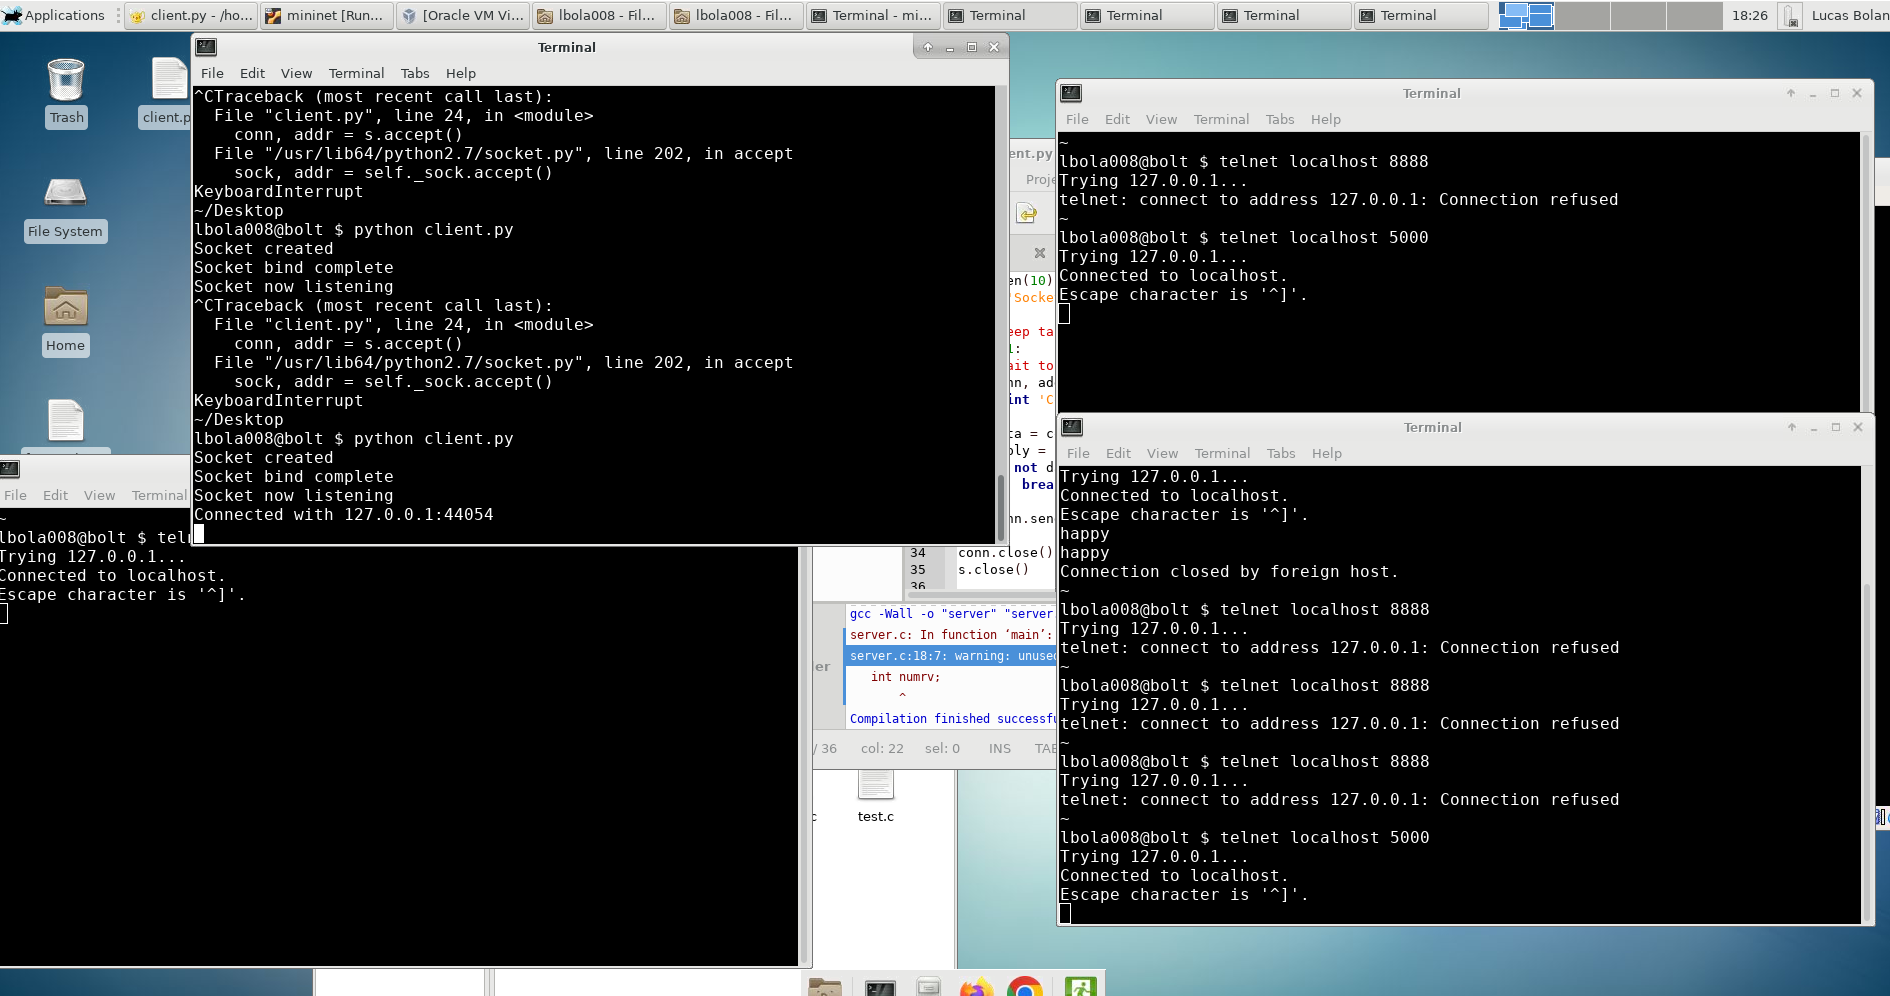 Applications
client.py - /ho...
mininet [Run...
[Oracle VM Vi...
lbola008 - Fil...
lbola008 - Fil...
Terminal - mi...
Terminal
Terminal
Terminal
Terminal
18:26
Lucas Bolan
Trash
client.p
File System
Home
Terminal
File Edit View Terminal Tabs Help
^CTraceback (most recent call last):
File "client.py", line 24, in <module>
conn, addr = s.accept()
File "/usr/lib64/python2.7/socket.py", line 202, in accept
sock, addr = self._sock.accept()
KeyboardInterrupt
~/Desktop
lbola008@bolt $ python client.py
Socket created
Socket bind complete
Socket now listening
^CTraceback (most recent call last):
File "client.py", line 24, in <module>
conn, addr = s.accept()
File "/usr/lib64/python2.7/socket.py", line 202, in accept
sock, addr = self._sock.accept()
KeyboardInterrupt
~/Desktop
lbola008@bolt $ python client.py
Socket created
Socket bind complete
Socket now listening
Connected with 127.0.0.1:44054
File Edit View Terminal
~
lbola008@bolt $ teln
Trying 127.0.0.1...
Connected to localhost.
Escape character is '^]'.
ent.py
Proje
en(10)
'Socke
eep ta
1:
ait to
nn, ad
int 'C
ta = c
ply =
not d
brea
nn.sen
34 conn.close()
35 s.close()
36
gcc -Wall -o "server" "server
server.c: In function ‘main’:
server.c:18:7: warning: unused
int numrv;
^
Compilation finished successfu
/ 36 col: 22 sel: 0 INS TAB
test.c
Terminal
File Edit View Terminal Tabs Help
~
lbola008@bolt $ telnet localhost 8888
Trying 127.0.0.1...
telnet: connect to address 127.0.0.1: Connection refused
~
lbola008@bolt $ telnet localhost 5000
Trying 127.0.0.1...
Connected to localhost.
Escape character is '^]'.
Terminal
File Edit View Terminal Tabs Help
Trying 127.0.0.1...
Connected to localhost.
Escape character is '^]'.
happy
happy
Connection closed by foreign host.
~
lbola008@bolt $ telnet localhost 8888
Trying 127.0.0.1...
telnet: connect to address 127.0.0.1: Connection refused
~
lbola008@bolt $ telnet localhost 8888
Trying 127.0.0.1...
telnet: connect to address 127.0.0.1: Connection refused
~
lbola008@bolt $ telnet localhost 8888
Trying 127.0.0.1...
telnet: connect to address 127.0.0.1: Connection refused
~
lbola008@bolt $ telnet localhost 5000
Trying 127.0.0.1...
Connected to localhost.
Escape character is '^]'.